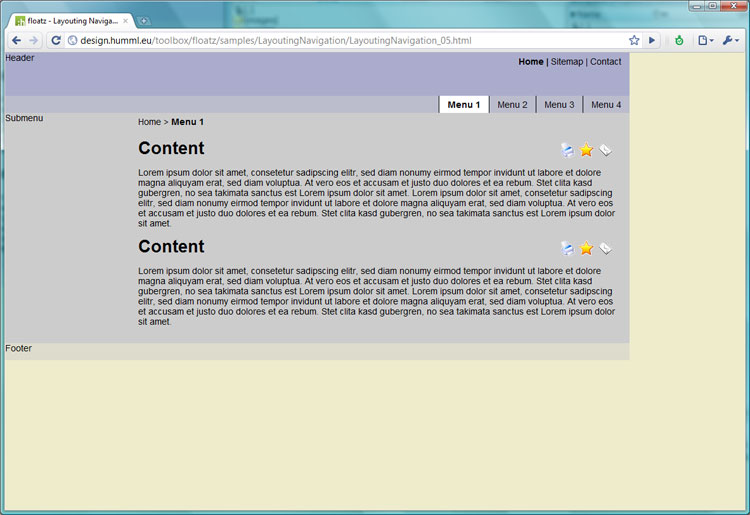 floatz - Layouting Naviga...
design.humml.eu/toolbox/floatz/samples/LayoutingNavigation/LayoutingNavigation_05.html
Header
Home | Sitemap | Contact
Menu 1 Menu 2 Menu 3 Menu 4
Submenu
Home > Menu 1
Content
Lorem ipsum dolor sit amet, consetetur sadipscing elitr, sed diam nonumy eirmod tempor invidunt ut labore et dolore
magna aliquyam erat, sed diam voluptua. At vero eos et accusam et justo duo dolores et ea rebum. Stet clita kasd
gubergren, no sea takimata sanctus est Lorem ipsum dolor sit amet. Lorem ipsum dolor sit amet, consetetur sadipscing
elitr, sed diam nonumy eirmod tempor invidunt ut labore et dolore magna aliquyam erat, sed diam voluptua. At vero eos
et accusam et justo duo dolores et ea rebum. Stet clita kasd gubergren, no sea takimata sanctus est Lorem ipsum dolor
sit amet.
Content
Lorem ipsum dolor sit amet, consetetur sadipscing elitr, sed diam nonumy eirmod tempor invidunt ut labore et dolore
magna aliquyam erat, sed diam voluptua. At vero eos et accusam et justo duo dolores et ea rebum. Stet clita kasd
gubergren, no sea takimata sanctus est Lorem ipsum dolor sit amet. Lorem ipsum dolor sit amet, consetetur sadipscing
elitr, sed diam nonumy eirmod tempor invidunt ut labore et dolore magna aliquyam erat, sed diam voluptua. At vero eos
et accusam et justo duo dolores et ea rebum. Stet clita kasd gubergren, no sea takimata sanctus est Lorem ipsum dolor
sit amet.
Footer